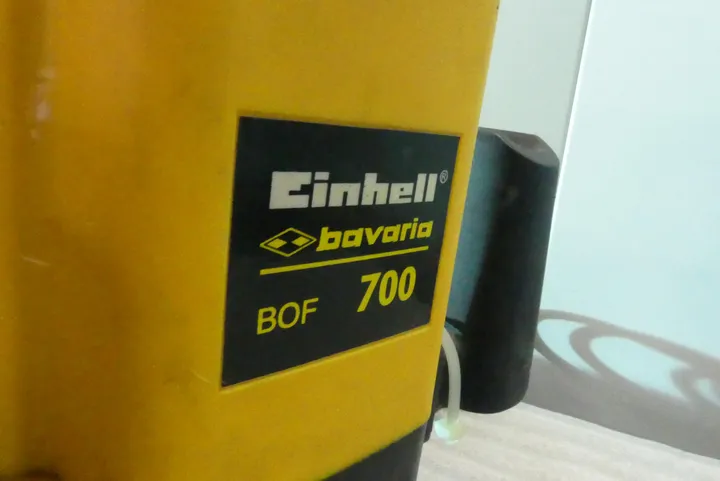 Einhell®
bavaria
BOF 700